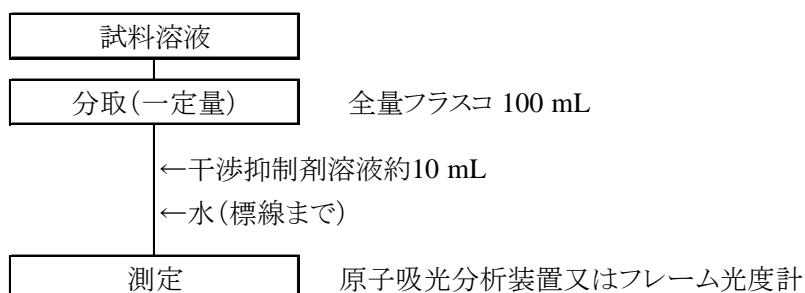 試料溶液
分取(一定量) 全量フラスコ 100 mL
←干渉抑制剤溶液約10 mL
←水(標線まで)
測定 原子吸光分析装置又はフレーム光度計